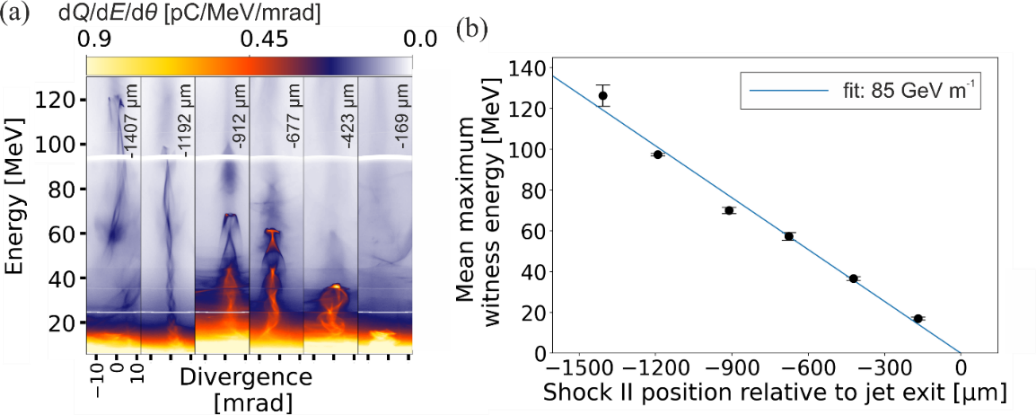 (a)
dQ/dE/dθ [pC/MeV/mrad]
0.9 0.45 0.0
-1407 µm
-1192 µm
-912 µm
-677 µm
-423 µm
-169 µm
Energy [MeV]
120
100
80
60
40
20
−10 0 10
Divergence
[mrad]
(b)
fit: 85 GeV m⁻¹
Mean maximum
witness energy [MeV]
140
120
100
80
60
40
20
0
−1500 −1200 −900 −600 −300 0
Shock II position relative to jet exit [µm]